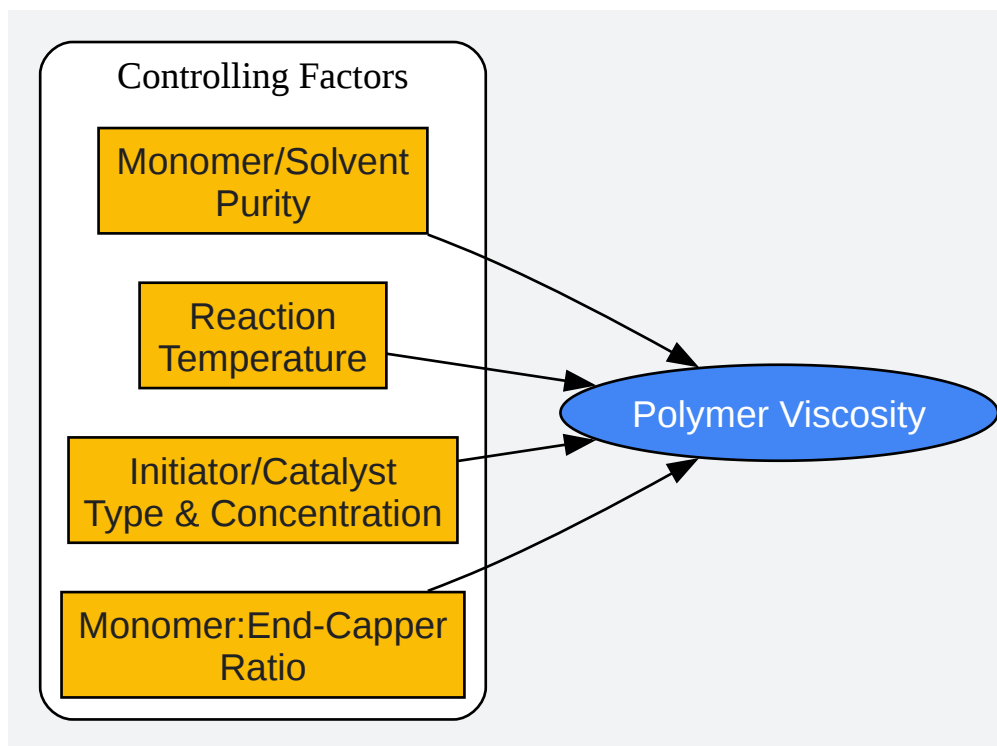 Controlling Factors
Monomer/Solvent
Purity
Reaction
Temperature
Initiator/Catalyst
Type & Concentration
Monomer:End-Capper
Ratio
Polymer Viscosity